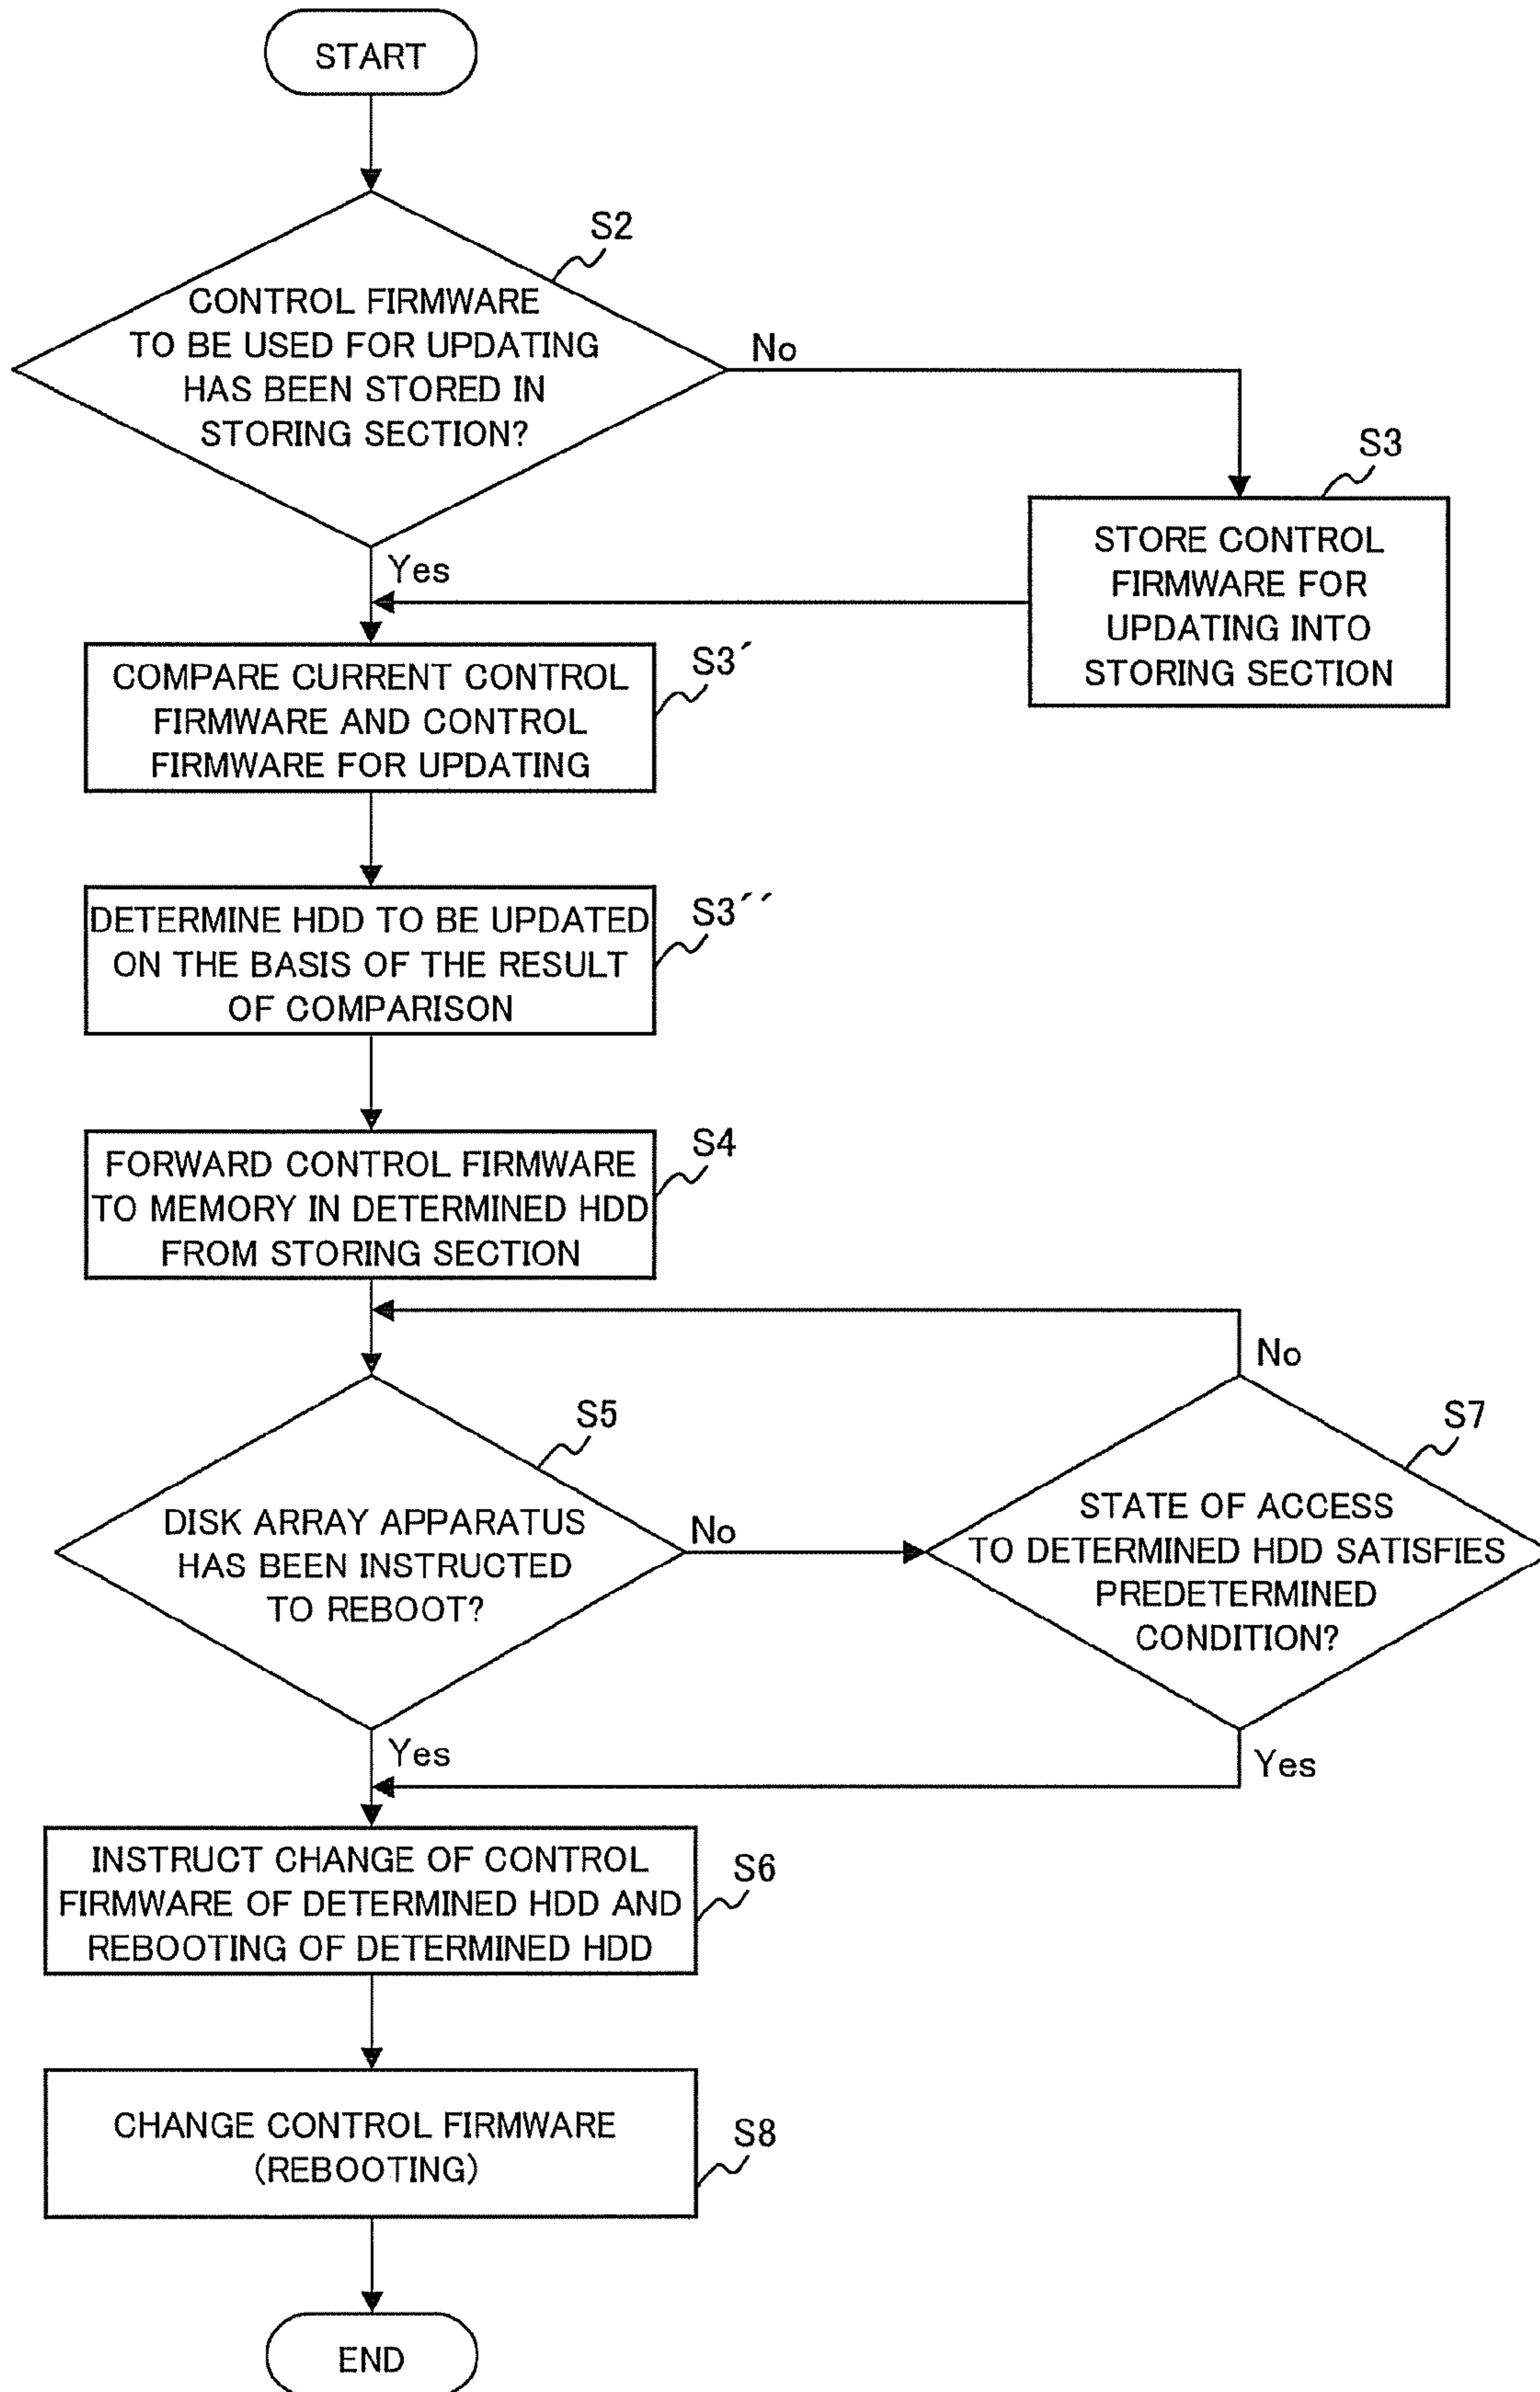 START
S2
CONTROL FIRMWARE
TO BE USED FOR UPDATING
HAS BEEN STORED IN
STORING SECTION?
No
Yes
S3
STORE CONTROL
FIRMWARE FOR
UPDATING INTO
STORING SECTION
S3´
COMPARE CURRENT CONTROL
FIRMWARE AND CONTROL
FIRMWARE FOR UPDATING
S3´´
DETERMINE HDD TO BE UPDATED
ON THE BASIS OF THE RESULT
OF COMPARISON
S4
FORWARD CONTROL FIRMWARE
TO MEMORY IN DETERMINED HDD
FROM STORING SECTION
S5
DISK ARRAY APPARATUS
HAS BEEN INSTRUCTED
TO REBOOT?
No
Yes
No
S7
STATE OF ACCESS
TO DETERMINED HDD SATISFIES
PREDETERMINED
CONDITION?
Yes
S6
INSTRUCT CHANGE OF CONTROL
FIRMWARE OF DETERMINED HDD AND
REBOOTING OF DETERMINED HDD
S8
CHANGE CONTROL FIRMWARE
(REBOOTING)
END